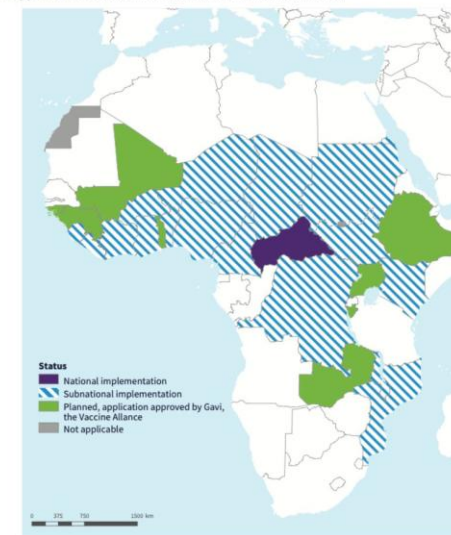 Status
National implementation
Subnational implementation
Planned, application approved by Gavi,
the Vaccine Allance
Not applicable
0 375 750 1500 km